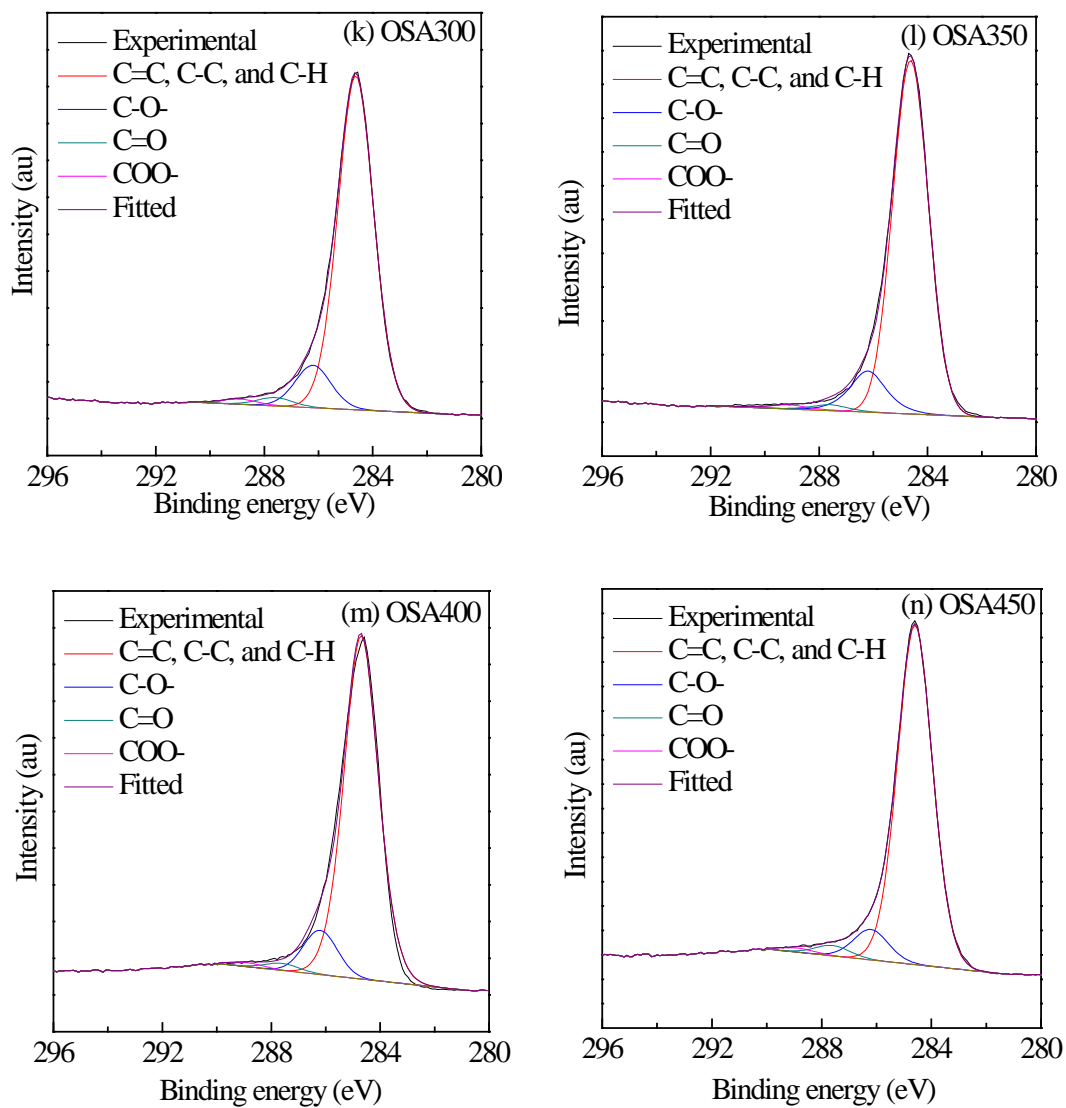 (k) OSA300
Experimental
C=C, C-C, and C-H
C-O-
C=O
COO-
Fitted
Intensity (au)
296 292 288 284 280
Binding energy (eV)
(l) OSA350
Experimental
C=C, C-C, and C-H
C-O-
C=O
COO-
Fitted
Intensity (au)
296 292 288 284 280
Binding energy (eV)
(m) OSA400
Experimental
C=C, C-C, and C-H
C-O-
C=O
COO-
Fitted
Intensity (au)
296 292 288 284 280
Binding energy (eV)
(n) OSA450
Experimental
C=C, C-C, and C-H
C-O-
C=O
COO-
Fitted
Intensity (au)
296 292 288 284 280
Binding energy (eV)